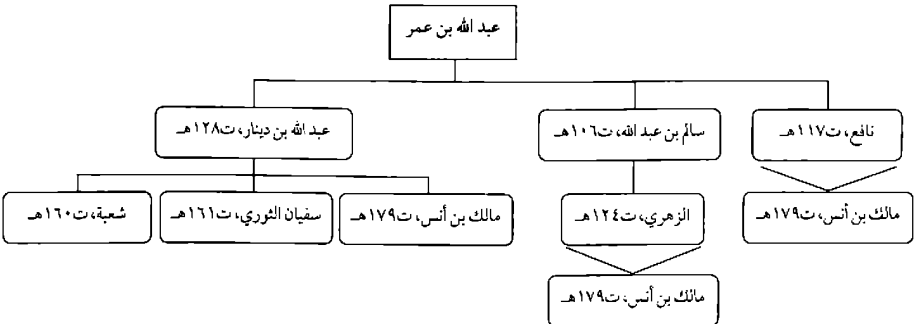 عبد الله بن عمر
نافع، ت١١٧هـ
سالم بن عبد الله، ت١٠٦هـ
عبد الله بن دينار، ت١٢٨هـ
مالك بن أنس، ت١٧٩هـ
الزهري، ت١٢٤هـ
مالك بن أنس، ت١٧٩هـ
سفيان الثوري، ت١٦١هـ
شعبة، ت١٦٠هـ
مالك بن أنس، ت١٧٩هـ